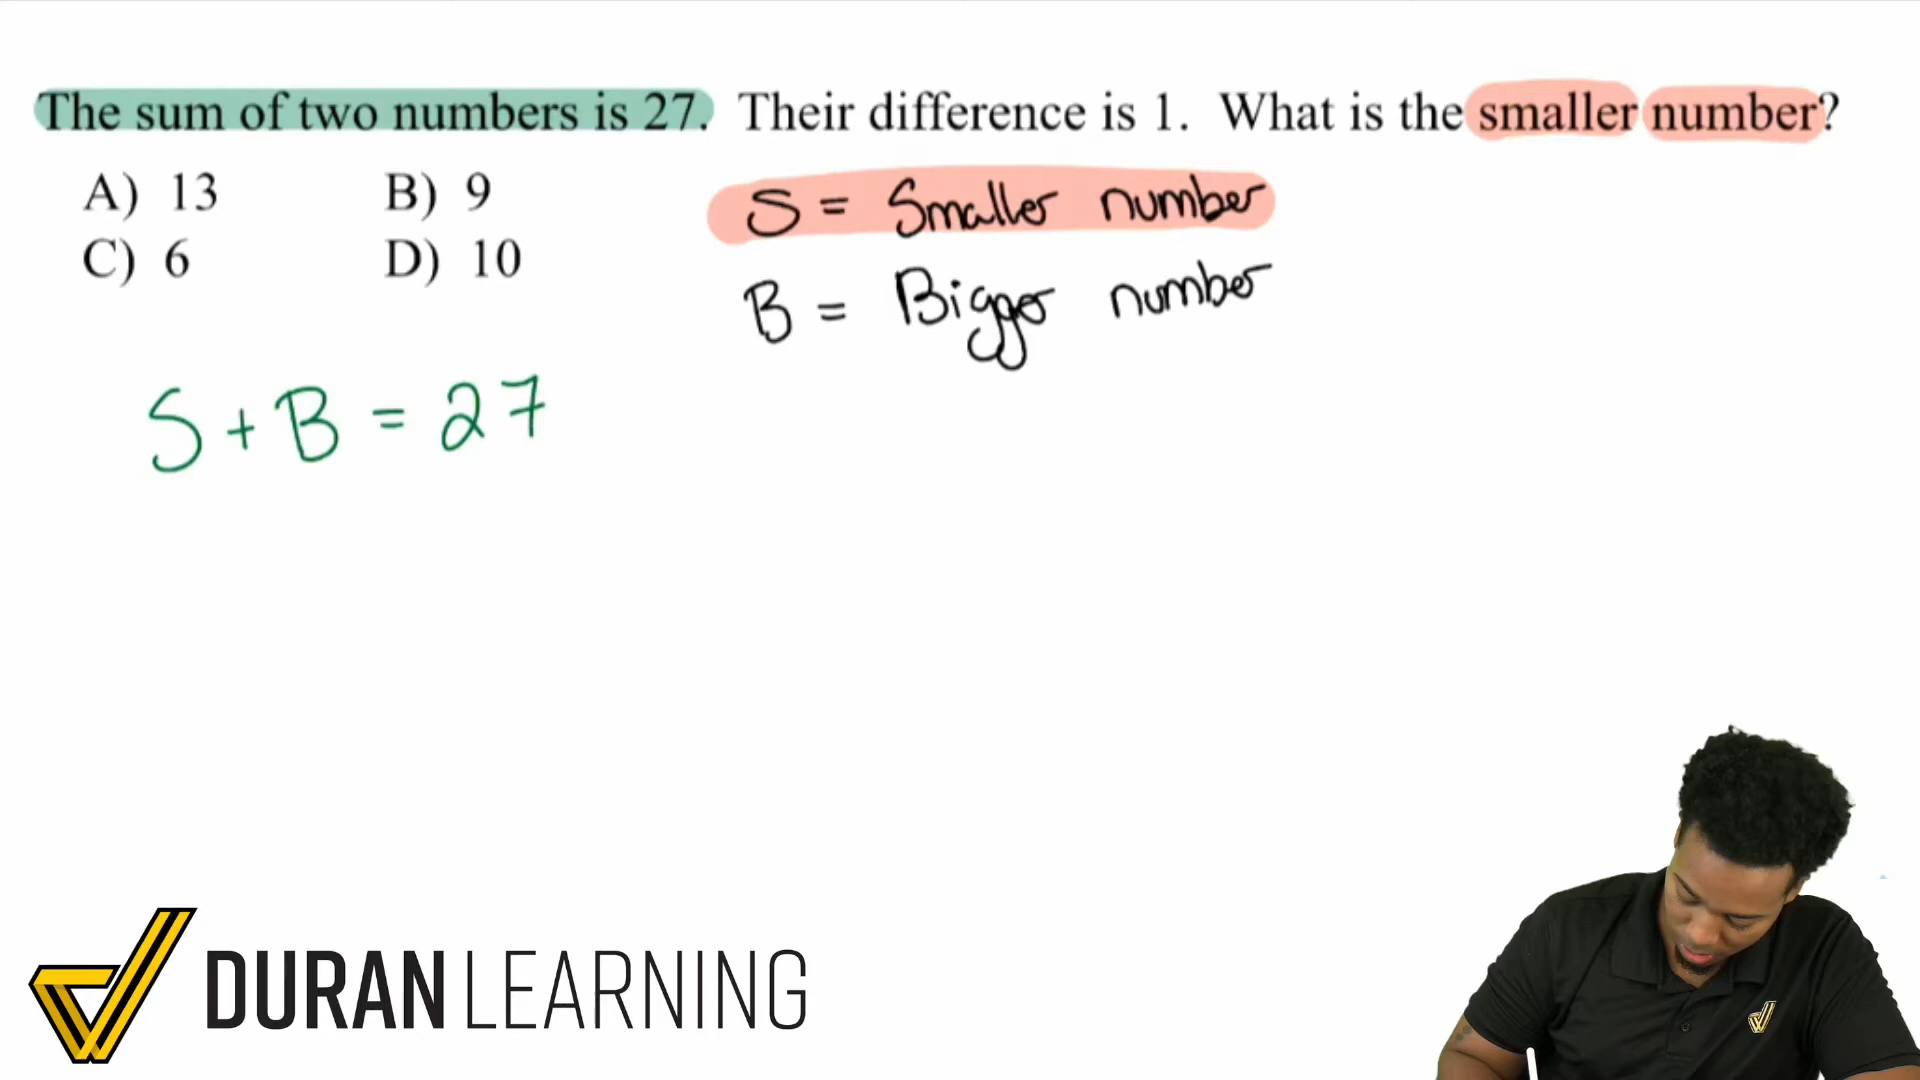 The sum of two numbers is 27. Their difference is 1. What is the smaller number?
A) 13 B) 9
C) 6 D) 10
S = Smaller number
B = Bigger number
S + B = 27
DURAN LEARNING